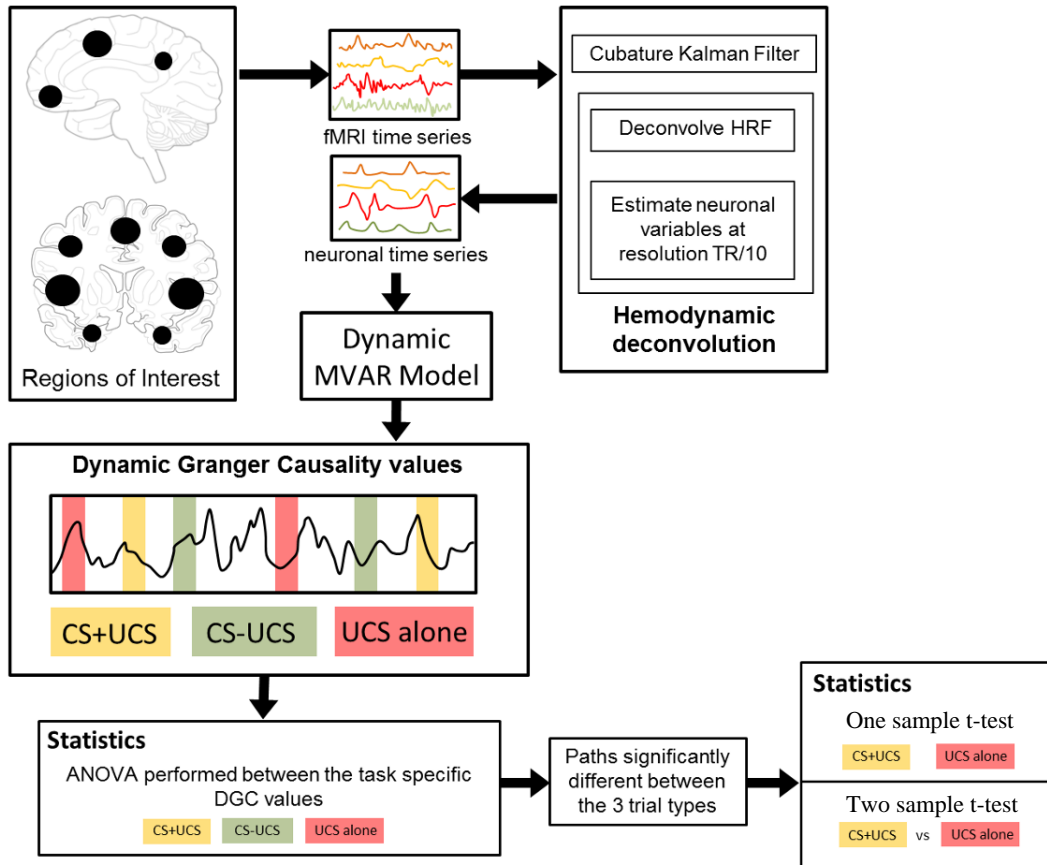 Regions of Interest
fMRI time series
Cubature Kalman Filter
Deconvolve HRF
Estimate neuronal
variables at
resolution TR/10
Hemodynamic
deconvolution
neuronal time series
Dynamic
MVAR Model
Dynamic Granger Causality values
CS+UCS
CS-UCS
UCS alone
Statistics
ANOVA performed between the task specific
DGC values
CS+UCS
CS-UCS
UCS alone
Paths significantly
different between
the 3 trial types
Statistics
One sample t-test
CS+UCS
UCS alone
Two sample t-test
CS+UCS vs UCS alone